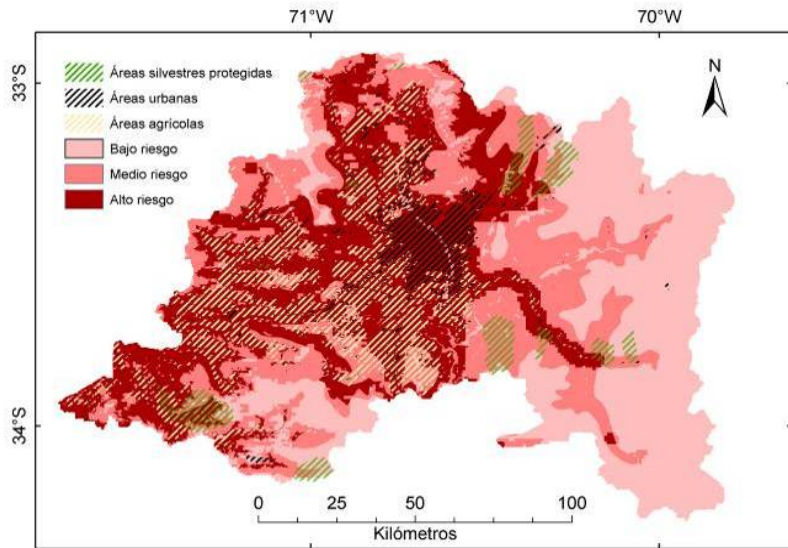 71°W
70°W
33°S
N
Áreas silvestres protegidas
Áreas urbanas
Áreas agrícolas
Bajo riesgo
Medio riesgo
Alto riesgo
34°S
0 25 50 100
Kilómetros